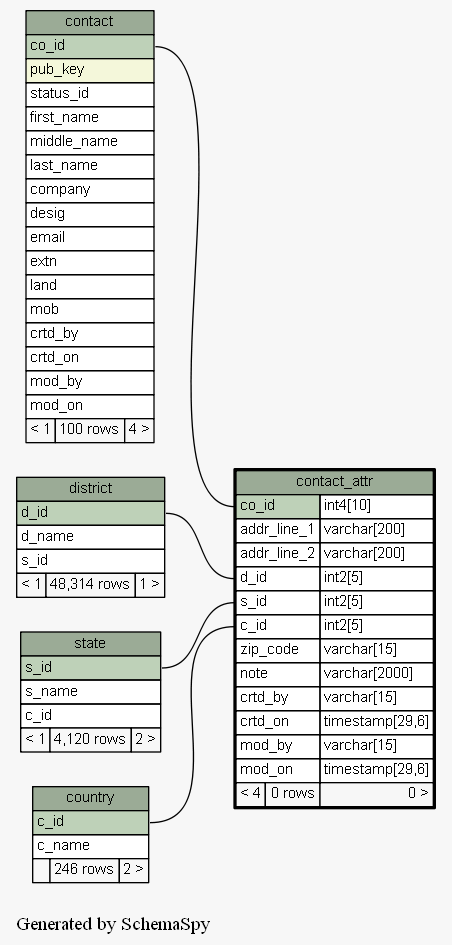 contact
co_id
pub_key
status_id
first_name
middle_name
last_name
company
desig
email
extn
land
mob
crtd_by
crtd_on
mod_by
mod_on
< 1 100 rows 4 >
district
d_id
d_name
s_id
< 1 48,314 rows 1 >
state
s_id
s_name
c_id
< 1 4,120 rows 2 >
country
c_id
c_name
246 rows 2 >
contact_attr
co_id int4[10]
addr_line_1 varchar[200]
addr_line_2 varchar[200]
d_id int2[5]
s_id int2[5]
c_id int2[5]
zip_code varchar[15]
note varchar[2000]
crtd_by varchar[15]
crtd_on timestamp[29,6]
mod_by varchar[15]
mod_on timestamp[29,6]
< 4 0 rows 0 >
Generated by SchemaSpy